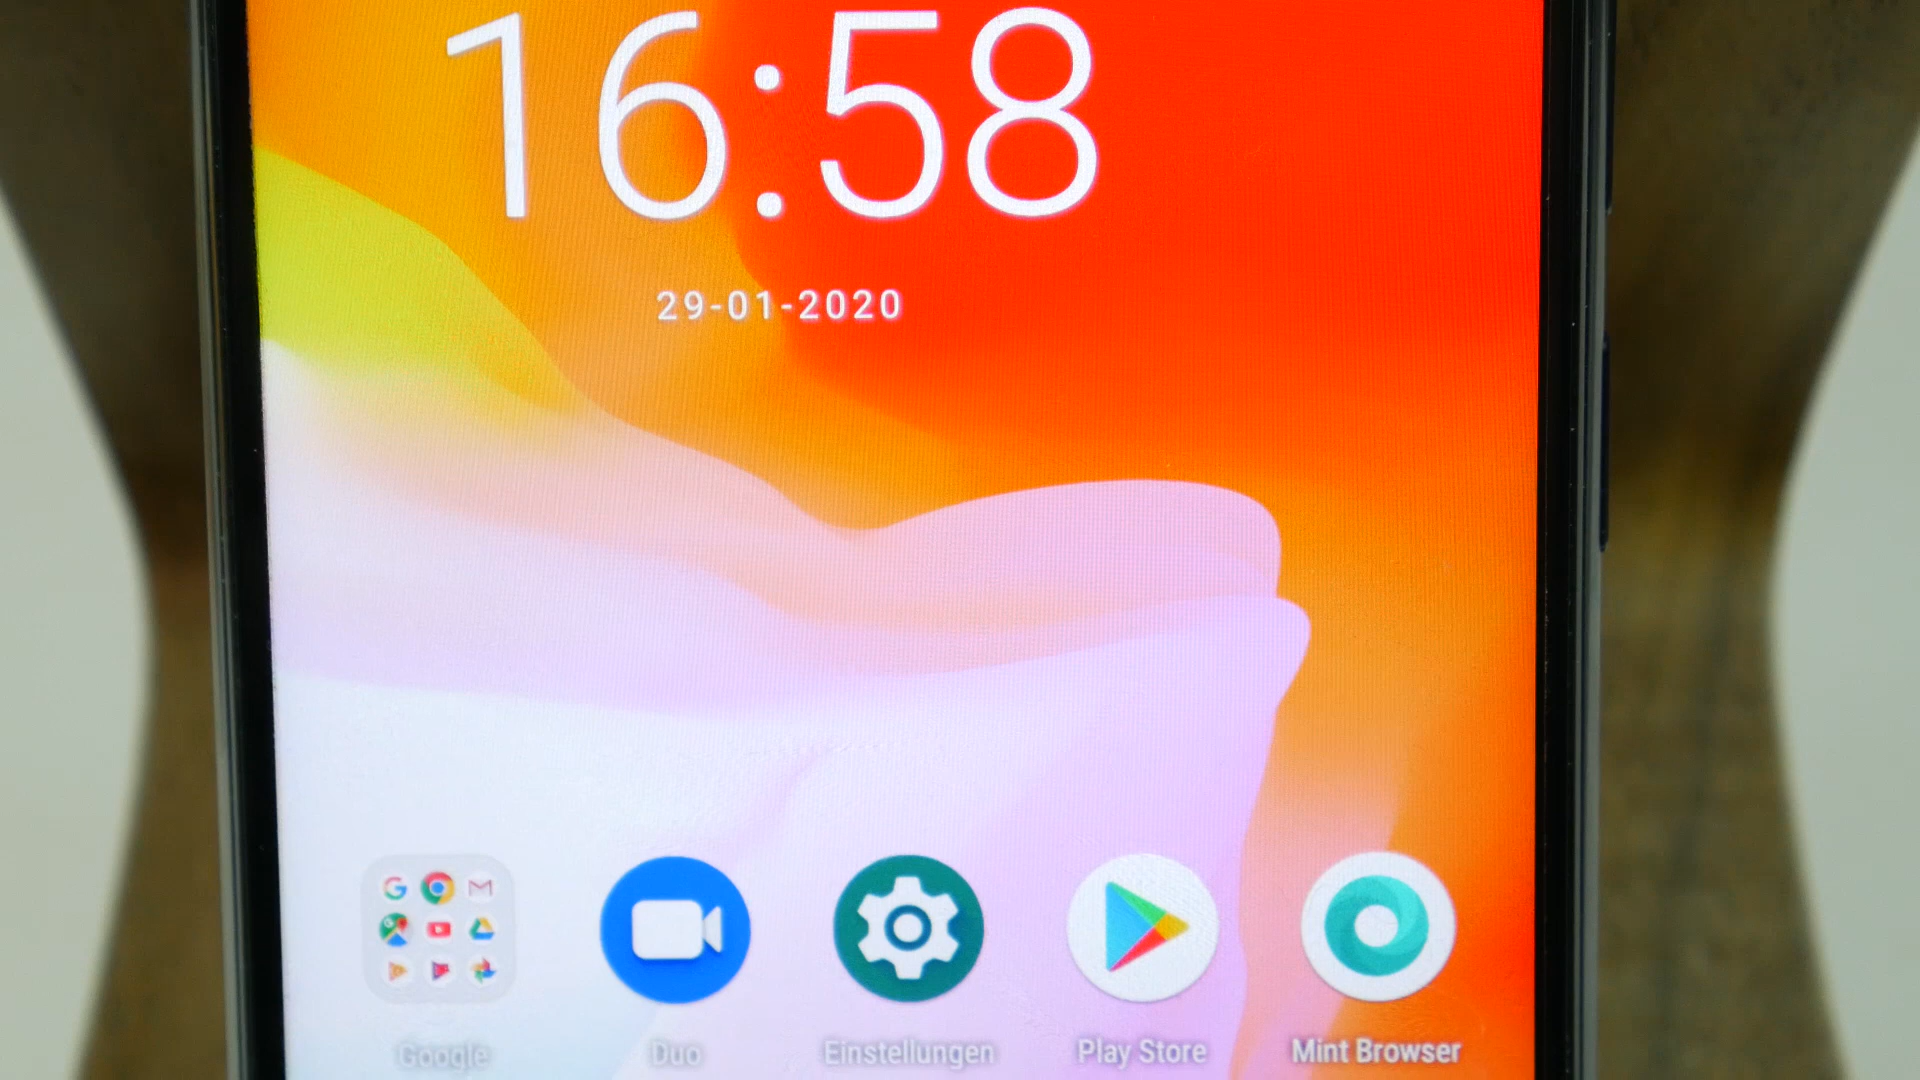 16:58
29-01-2020
Google
Duo
Einstellungen
Play Store
Mint Browser